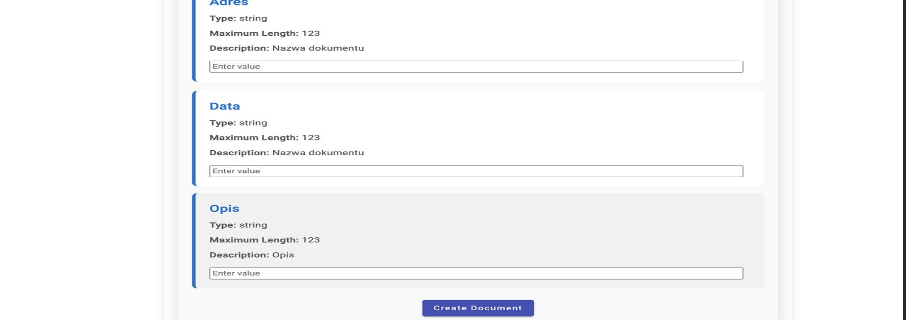 Adres
Type: string
Maximum Length: 123
Description: Nazwa dokumentu
Enter value
Data
Type: string
Maximum Length: 123
Description: Nazwa dokumentu
Enter value
Opis
Type: string
Maximum Length: 123
Description: Opis
Enter value
Create Document